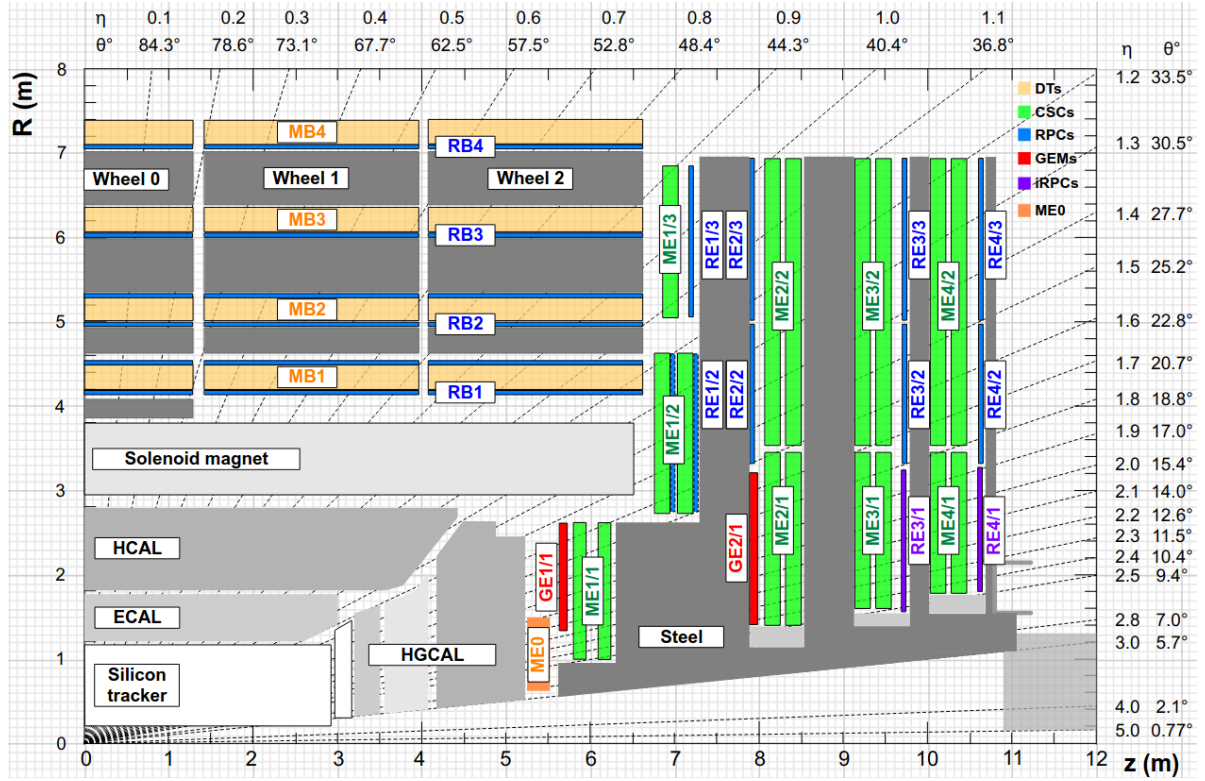 η 0.1 0.2 0.3 0.4 0.5 0.6 0.7 0.8 0.9 1.0 1.1
θ° 84.3° 78.6° 73.1° 67.7° 62.5° 57.5° 52.8° 48.4° 44.3° 40.4° 36.8° η θ°
R (m)
8
7
6
5
4
3
2
1
0
1.2 33.5°
1.3 30.5°
1.4 27.7°
1.5 25.2°
1.6 22.8°
1.7 20.7°
1.8 18.8°
1.9 17.0°
2.0 15.4°
2.1 14.0°
2.2 12.6°
2.3 11.5°
2.4 10.4°
2.5 9.4°
2.8 7.0°
3.0 5.7°
4.0 2.1°
5.0 0.77°
DTs
CSCs
RPCs
GEMs
iRPCs
ME0
MB4
RB4
Wheel 0
Wheel 1
Wheel 2
MB3
RB3
MB2
RB2
MB1
RB1
Solenoid magnet
HCAL
ECAL
Silicon
tracker
HGCAL
Steel
ME0
GE1/1
ME1/1
ME1/2
ME1/3
RE1/3
RE2/3
RE1/2
RE2/2
GE2/1
ME2/2
ME2/1
ME3/2
ME3/1
RE3/3
RE3/2
RE3/1
ME4/2
ME4/1
RE4/3
RE4/2
RE4/1
0 1 2 3 4 5 6 7 8 9 10 11 12
z (m)